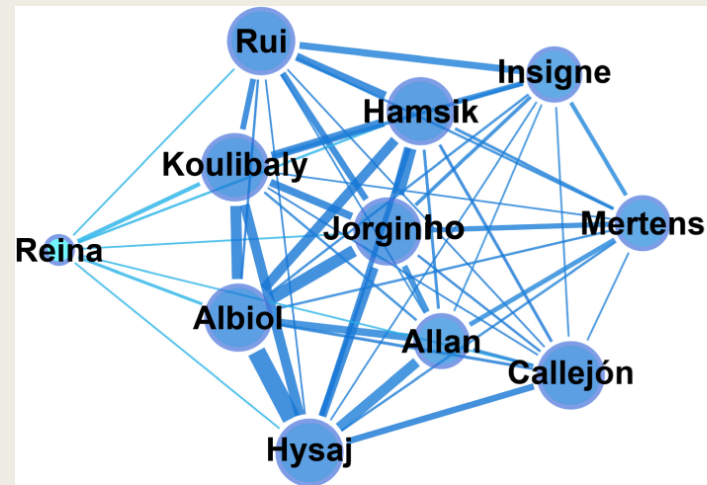 Rui
Insigne
Hamsik
Koulibaly
Jorginho
Mertens
Reina
Albiol
Allan
Callejón
Hysaj